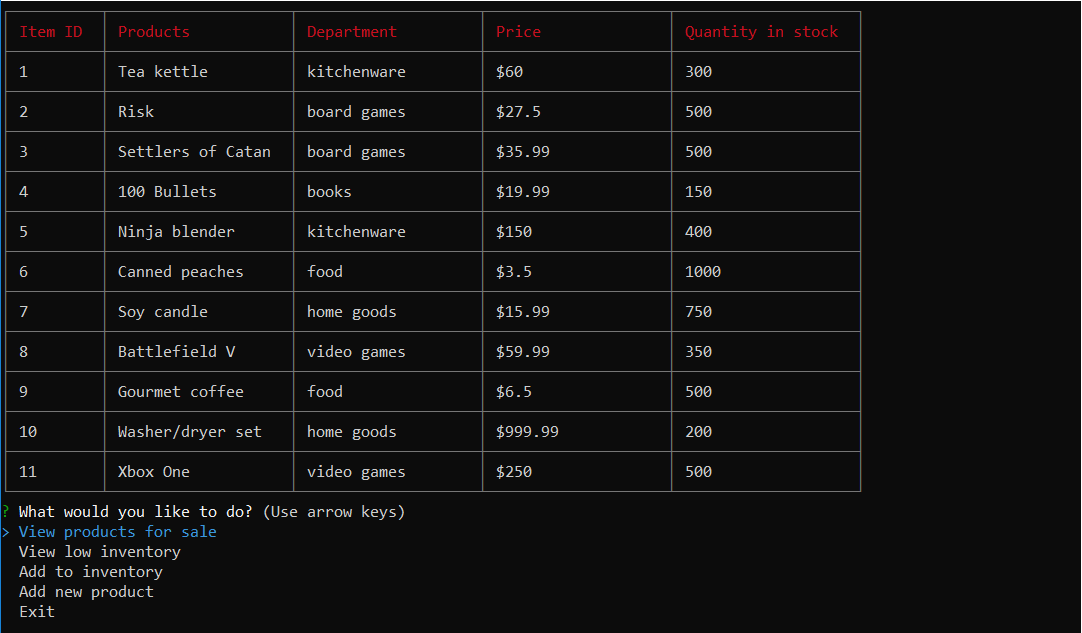 Item ID Products Department Price Quantity in stock
1 Tea kettle kitchenware $60 300
2 Risk board games $27.5 500
3 Settlers of Catan board games $35.99 500
4 100 Bullets books $19.99 150
5 Ninja blender kitchenware $150 400
6 Canned peaches food $3.5 1000
7 Soy candle home goods $15.99 750
8 Battlefield V video games $59.99 350
9 Gourmet coffee food $6.5 500
10 Washer/dryer set home goods $999.99 200
11 Xbox One video games $250 500
? What would you like to do? (Use arrow keys)
> View products for sale
View low inventory
Add to inventory
Add new product
Exit